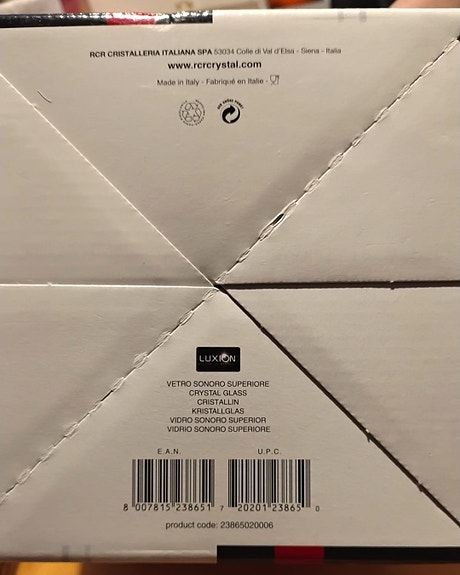 RCR CRISTALLERIA ITALIANA SPA 53034 Colle di Val d'Elsa - Siena - Italia
www.rcrcrystal.com
Made in Italy - Fabriqué en Italie -
LUXION
VETRO SONORO SUPERIORE
CRYSTAL GLASS
CRISTALLIN
KRISTALLGLAS
VIDRO SONORO SUPERIOR
VIDRIO SONORO SUPERIORE
E.A.N. U.P.C.
8 007815 238651 7 20201 23865 0
product code: 23865020006